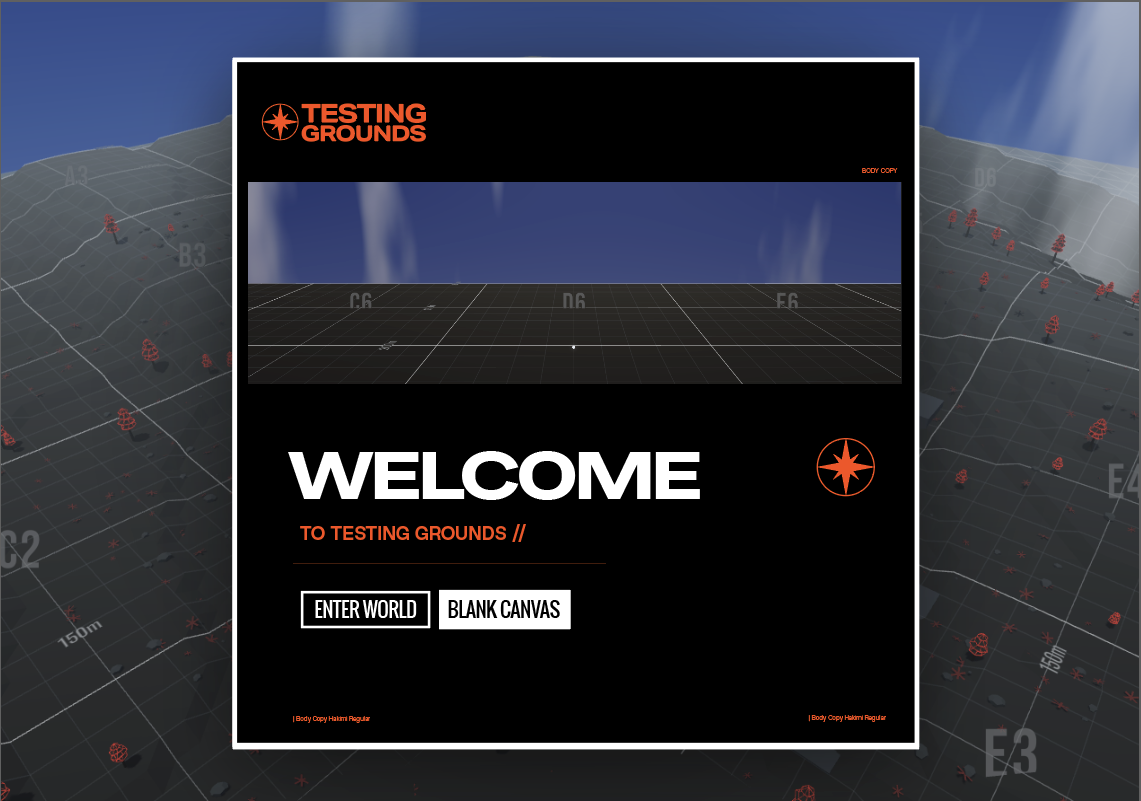 TESTING
GROUNDS
BODY COPY
A3
D6
B3
C6
D6
E6
WELCOME
TO TESTING GROUNDS //
E4
C2
ENTER WORLD
BLANK CANVAS
150m
150m
| Body Copy Hakimi Regular
| Body Copy Hakimi Regular
E3